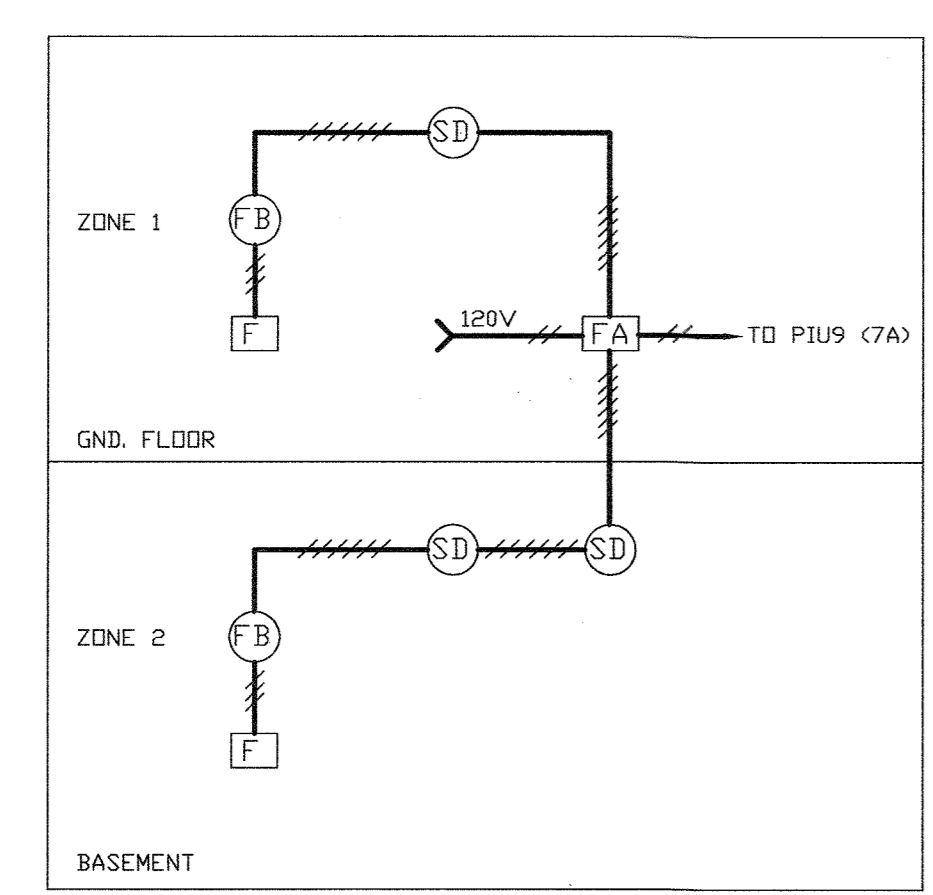 SD
ZONE 1
FB
F
120V
FA
TO PIU9 (7A)
GND. FLOOR
SD
SD
ZONE 2
FB
F
BASEMENT